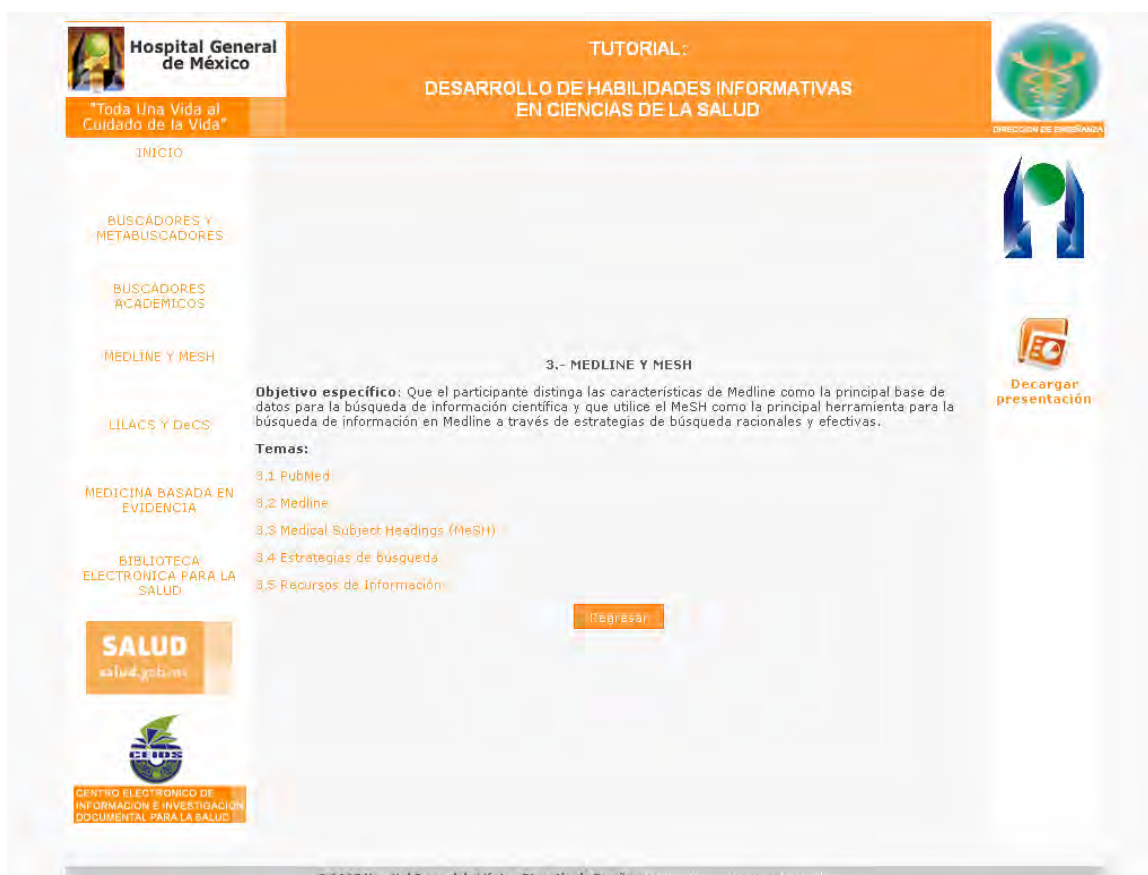 Hospital General
de México
"Toda Una Vida al
Cuidado de la Vida"
TUTORIAL:
DESARROLLO DE HABILIDADES INFORMATIVAS
EN CIENCIAS DE LA SALUD
DIRECCION DE ENSEÑANZA
INICIO
BUSCADORES Y
METABUSCADORES
BUSCADORES
ACADEMICOS
MEDLINE Y MESH
LILACS Y DeCS
MEDICINA BASADA EN
EVIDENCIA
BIBLIOTECA
ELECTRONICA PARA LA
SALUD
SALUD
salud.gob.mx
CEIDS
CENTRO ELECTRONICO DE
INFORMACION E INVESTIGACION
DOCUMENTAL PARA LA SALUD
3.- MEDLINE Y MESH
Objetivo específico: Que el participante distinga las características de Medline como la principal base de
datos para la búsqueda de información científica y que utilice el MeSH como la principal herramienta para la
búsqueda de información en Medline a través de estrategias de búsqueda racionales y efectivas.
Temas:
3.1 PubMed
3.2 Medline
3.3 Medical Subject Headings (MeSH)
3.4 Estrategias de búsqueda
3.5 Recursos de Información
Regresar
Decargar
presentación